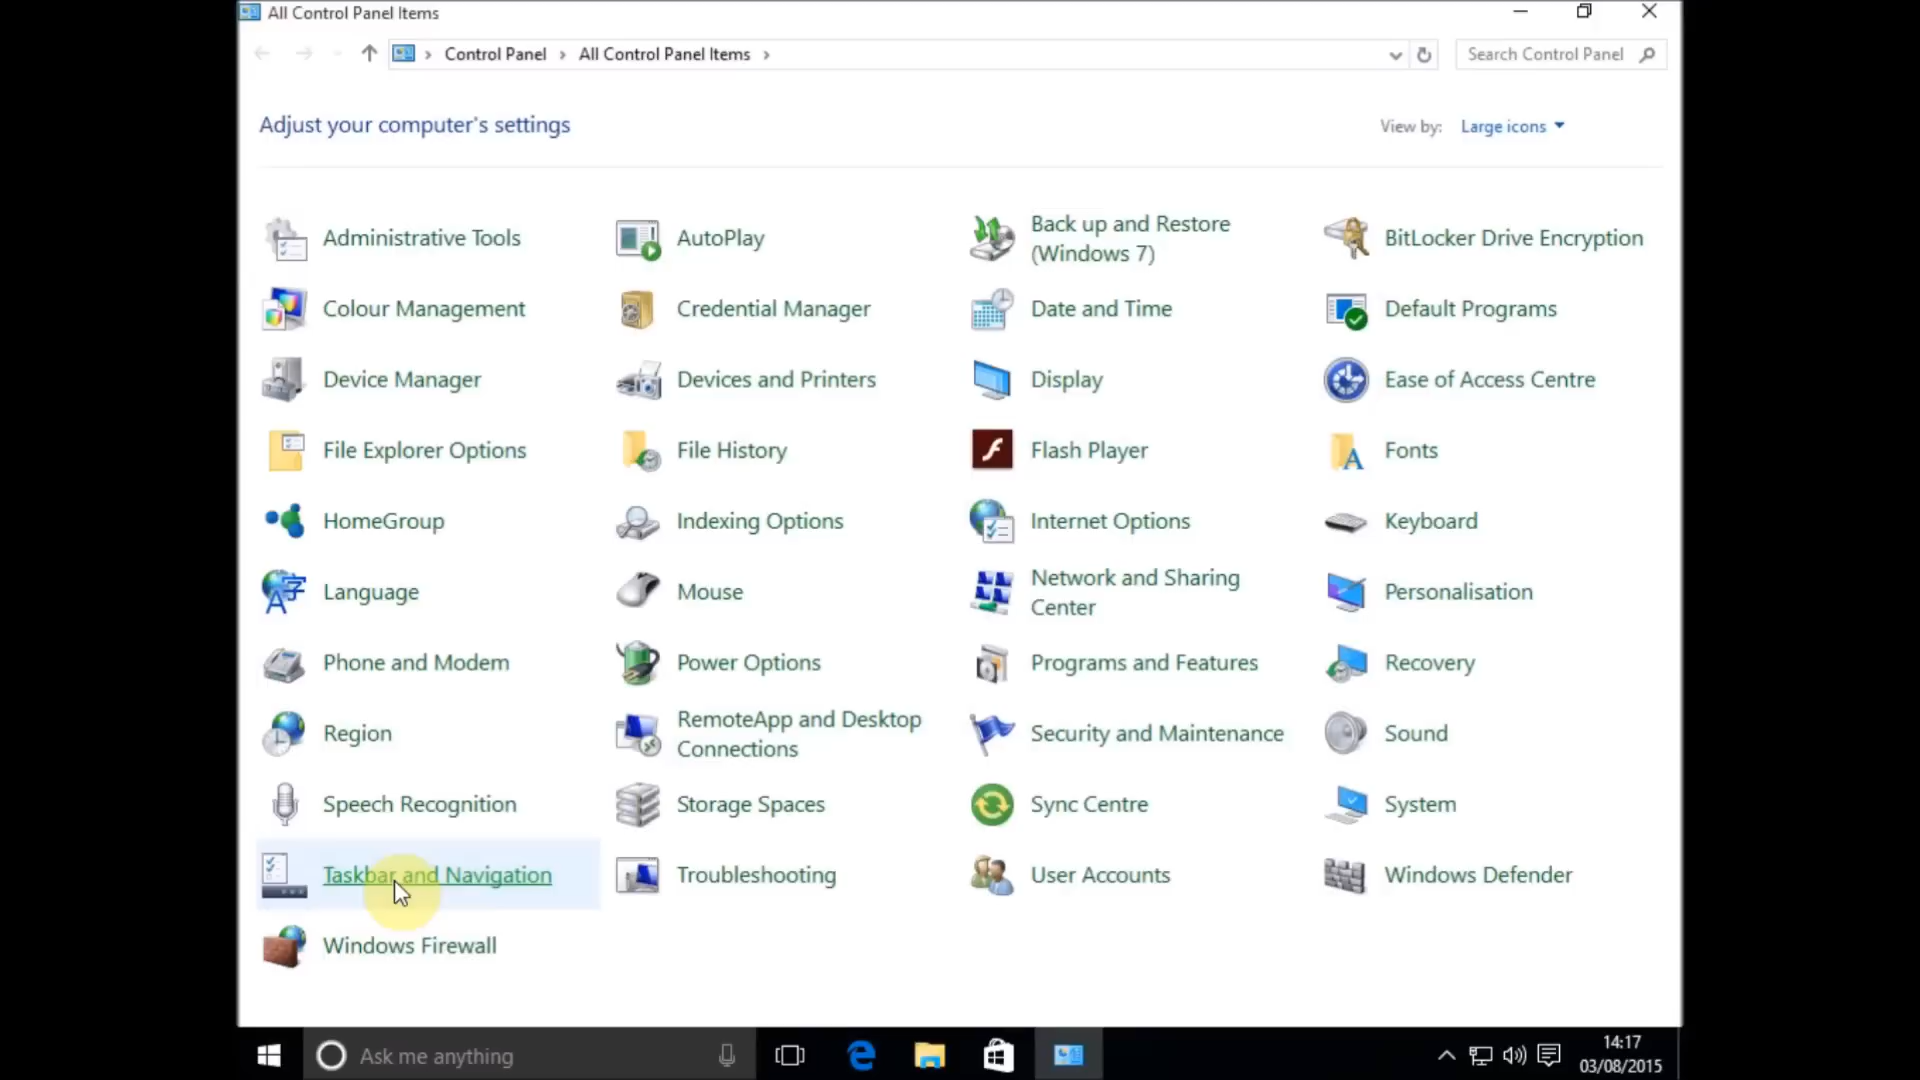 All Control Panel Items
Control Panel > All Control Panel Items >
Search Control Panel
Adjust your computer's settings
View by: Large icons
Administrative Tools
AutoPlay
Back up and Restore
(Windows 7)
BitLocker Drive Encryption
Colour Management
Credential Manager
Date and Time
Default Programs
Device Manager
Devices and Printers
Display
Ease of Access Centre
File Explorer Options
File History
Flash Player
Fonts
HomeGroup
Indexing Options
Internet Options
Keyboard
Language
Mouse
Network and Sharing
Center
Personalisation
Phone and Modem
Power Options
Programs and Features
Recovery
Region
RemoteApp and Desktop
Connections
Security and Maintenance
Sound
Speech Recognition
Storage Spaces
Sync Centre
System
Taskbar and Navigation
Troubleshooting
User Accounts
Windows Defender
Windows Firewall
Ask me anything
14:17
03/08/2015